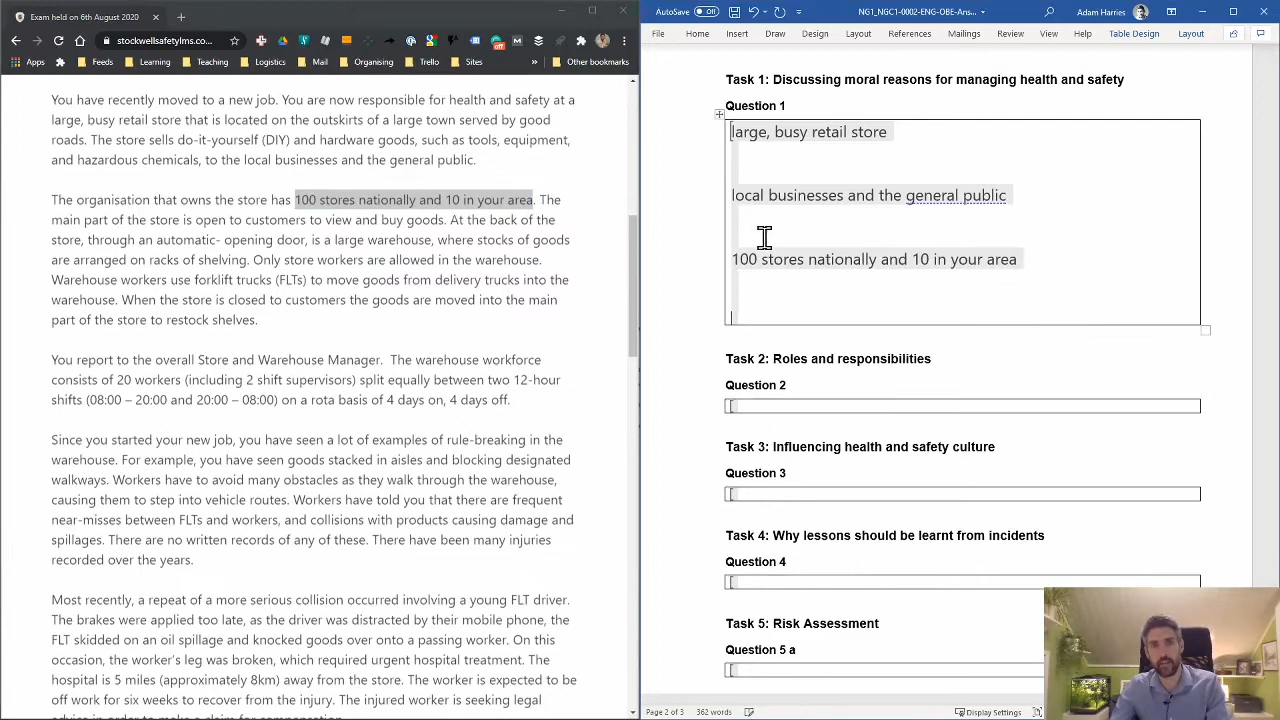 Exam held on 6th August 2020
stockwellsafetylms.co...
off
Apps
Feeds
Learning
Teaching
Logistics
Mail
Organising
Trello
Sites
»
Other bookmarks
You have recently moved to a new job. You are now responsible for health and safety at a
large, busy retail store that is located on the outskirts of a large town served by good
roads. The store sells do-it-yourself (DIY) and hardware goods, such as tools, equipment,
and hazardous chemicals, to the local businesses and the general public.
The organisation that owns the store has 100 stores nationally and 10 in your area. The
main part of the store is open to customers to view and buy goods. At the back of the
store, through an automatic- opening door, is a large warehouse, where stocks of goods
are arranged on racks of shelving. Only store workers are allowed in the warehouse.
Warehouse workers use forklift trucks (FLTs) to move goods from delivery trucks into the
warehouse. When the store is closed to customers the goods are moved into the main
part of the store to restock shelves.
You report to the overall Store and Warehouse Manager. The warehouse workforce
consists of 20 workers (including 2 shift supervisors) split equally between two 12-hour
shifts (08:00 – 20:00 and 20:00 – 08:00) on a rota basis of 4 days on, 4 days off.
Since you started your new job, you have seen a lot of examples of rule-breaking in the
warehouse. For example, you have seen goods stacked in aisles and blocking designated
walkways. Workers have to avoid many obstacles as they walk through the warehouse,
causing them to step into vehicle routes. Workers have told you that there are frequent
near-misses between FLTs and workers, and collisions with products causing damage and
spillages. There are no written records of any of these. There have been many injuries
recorded over the years.
Most recently, a repeat of a more serious collision occurred involving a young FLT driver.
The brakes were applied too late, as the driver was distracted by their mobile phone, the
FLT skidded on an oil spillage and knocked goods over onto a passing worker. On this
occasion, the worker's leg was broken, which required urgent hospital treatment. The
hospital is 5 miles (approximately 8km) away from the store. The worker is expected to be
off work for six weeks to recover from the injury. The injured worker is seeking legal
advice in order to make a claim for compensation.
AutoSave Off
NG1_NGC1-0002-ENG-OBE-Ans...
Adam Harris
File
Home
Insert
Draw
Design
Layout
References
Mailings
Review
View
Help
Table Design
Layout
Task 1: Discussing moral reasons for managing health and safety
Question 1
large, busy retail store
local businesses and the general public
100 stores nationally and 10 in your area
Task 2: Roles and responsibilities
Question 2
Task 3: Influencing health and safety culture
Question 3
Task 4: Why lessons should be learnt from incidents
Question 4
Task 5: Risk Assessment
Question 5 a
Page 2 of 3
362 words
Display Settings